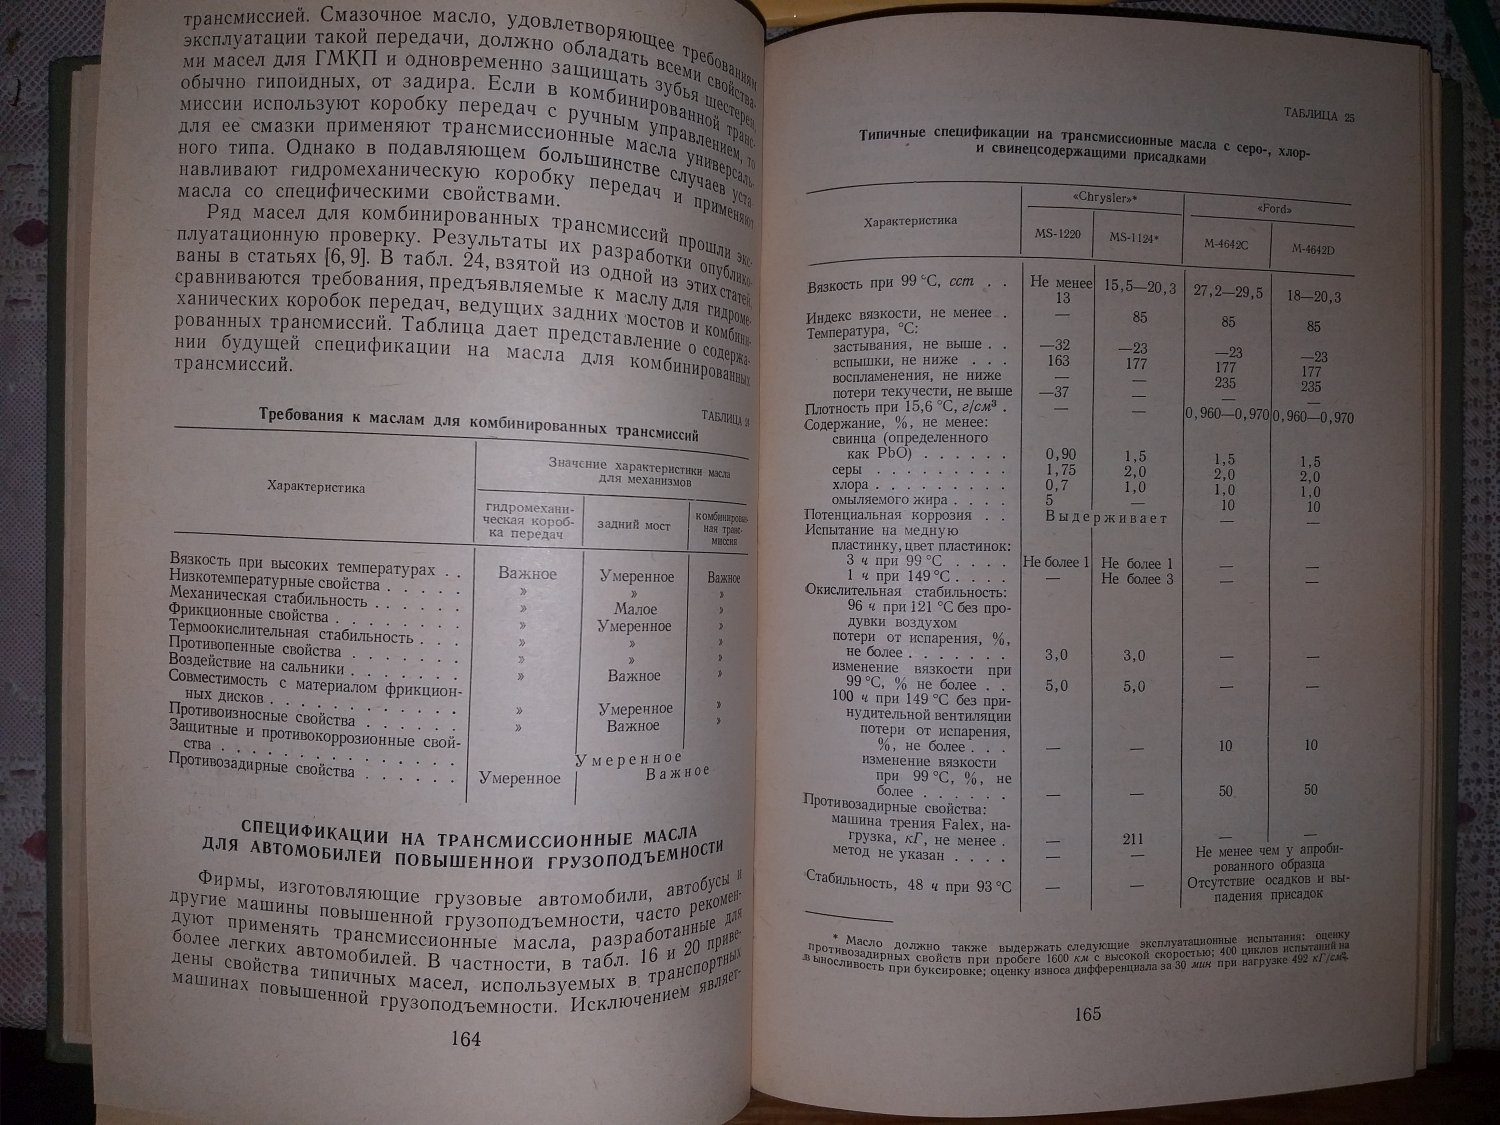 трансмиссией. Смазочное масло, удовлетворяющее требованиям
эксплуатации такой передачи, должно обладать всеми свойства-
ми масел для ГМКП и одновременно защищать зубья шестерен,
обычно гипоидных, от задира. Если в комбинированной транс-
миссии используют коробку передач с ручным управлением, то
для ее смазки применяют трансмиссионные масла универсаль-
ного типа. Однако в подавляющем большинстве случаев уста-
навливают гидромеханическую коробку передач и применяют
масла со специфическими свойствами.
Ряд масел для комбинированных трансмиссий прошли экс-
плуатационную проверку. Результаты их разработки опублико-
ваны в статьях [6, 9]. В табл. 24, взятой из одной из этих статей,
сравниваются требования, предъявляемые к маслу для гидроме-
ханических коробок передач, ведущих задних мостов и комбини-
рованных трансмиссий. Таблица дает представление о содержа-
нии будущей спецификации на масла для комбинированных
трансмиссий.
ТАБЛИЦА 24
Требования к маслам для комбинированных трансмиссий
Характеристика
Значение характеристики масла
для механизмов
гидромехани-
ческая короб-
ка передач
задний мост
комбинирован-
ная транс-
миссия
Вязкость при высоких температурах . . Важное Умеренное Важное
Низкотемпературные свойства . . . . . » » »
Механическая стабильность . . . . . . » Малое »
Фрикционные свойства . . . . . . . . » Умеренное »
Термоокислительная стабильность . . . » » »
Противопенные свойства . . . . . . . » » »
Воздействие на сальники . . . . . . . » Важное »
Совместимость с материалом фрикцион-
ных дисков . . . . . . . . . . . . » Умеренное »
Противоизносные свойства . . . . . . » Важное »
Защитные и противокоррозионные свой-
ства . . . . . . . . . . . . Умеренное
Противозадирные свойства . . . . . . Умеренное Важное
СПЕЦИФИКАЦИИ НА ТРАНСМИССИОННЫЕ МАСЛА
ДЛЯ АВТОМОБИЛЕЙ ПОВЫШЕННОЙ ГРУЗОПОДЪЕМНОСТИ
Фирмы, изготовляющие грузовые автомобили, автобусы и
другие машины повышенной грузоподъемности, часто рекомен-
дуют применять трансмиссионные масла, разработанные для
более легких автомобилей. В частности, в табл. 16 и 20 приве-
дены свойства типичных масел, используемых в транспортных
машинах повышенной грузоподъемности. Исключением являет-
164
ТАБЛИЦА 25
Типичные спецификации на трансмиссионные масла с серо-, хлор-
и свинецсодержащими присадками
Характеристика
«Chrysler»*
«Ford»
MS-1220 MS-1124* M-4642C M-4642D
Вязкость при 99 °С, сст . . Не менее 13 15,5—20,3 27,2—29,5 18—20,3
Индекс вязкости, не менее . — 85 85 85
Температура, °С:
застывания, не выше . . —32 —23 —23 —23
вспышки, не ниже . . . 163 177 177 177
воспламенения, не ниже — — 235 235
потери текучести, не выше —37 — — —
Плотность при 15,6 °С, г/см³ . — — 0,960—0,970 0,960—0,970
Содержание, %, не менее:
свинца (определенного
как PbO) . . . . . . 0,90 1,5 1,5 1,5
серы . . . . . . . . . 1,75 2,0 2,0 2,0
хлора . . . . . . . . . 0,7 1,0 1,0 1,0
омыляемого жира . . . . 5 — 10 10
Потенциальная коррозия . . Выдерживает — —
Испытание на медную
пластинку, цвет пластинок:
3 ч при 99 °С . . . . Не более 1 Не более 1 — —
1 ч при 149 °С . . . . — Не более 3 — —
Окислительная стабильность:
96 ч при 121 °С без про-
дувки воздухом
потери от испарения, %,
не более . . . . . . . 3,0 3,0 — —
изменение вязкости при
99 °С, % не более . . 5,0 5,0 — —
100 ч при 149 °С без при-
нудительной вентиляции
потери от испарения,
%, не более . . . — — 10 10
изменение вязкости
при 99 °С, %, не
более . . . . . . — — 50 50
Противозадирные свойства:
машина трения Falex, на-
грузка, кГ, не менее . — 211 — —
метод не указан . . . . — — Не менее чем у апроби-
рованного образца
Стабильность, 48 ч при 93 °С — — Отсутствие осадков и вы-
падения присадок
* Масло должно также выдержать следующие эксплуатационные испытания: оценку
противозадирных свойств при пробеге 1600 км с высокой скоростью; 400 циклов испытаний на
выносливость при буксировке; оценку износа дифференциала за 30 мин при нагрузке 492 кГ/см².
165